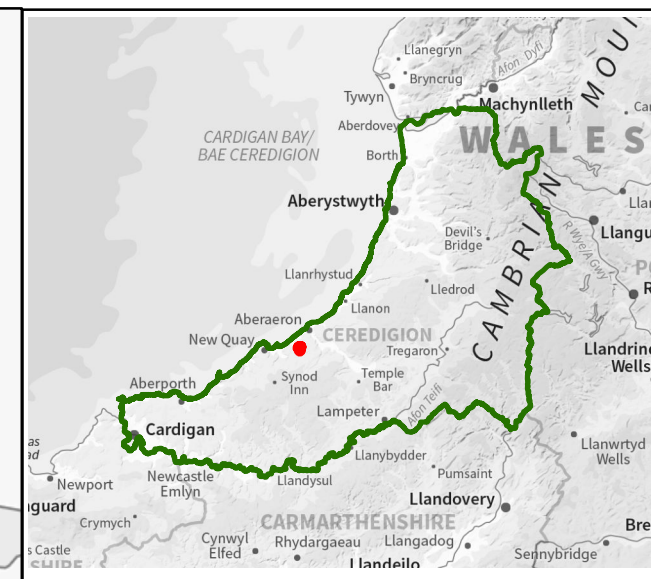 Llanegryn
Bryncrug
Afon Dyfi
MOU
Tywyn
Machynlleth
Aberdovey
WALES
CARDIGAN BAY/
BAE CEREDIGION
Borth
Aberystwyth
Devil's
Bridge
Llangu
R Wye/A Gwy
CAMBRIAN
Llanrhystud
Lledrod
Llanon
Aberaeron
CEREDIGION
New Quay
Tregaron
Llandrin
Wells
Synod
Inn
Temple
Bar
Aberporth
Afon Teifi
Lampeter
Cardigan
Llanybydder
Llanwrtyd
Wells
Newcastle
Emlyn
Llandysul
Pumsaint
Newport
guard
Llandovery
Crymych
CARMARTHENSHIRE
Bre
s Castle
SHIRE
Cynwyl
Elfed
Rhydargaeau
Llangadog
Sennybridge
Llandeilo